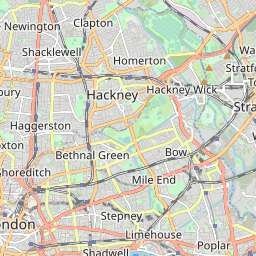 Clapton
Newington
Shacklewell
Homerton
Hackney
Hackney Wick
Haggerston
Bethnal Green
Bow
Shoreditch
Mile End
Stepney
Limehouse
Poplar
Shadwell